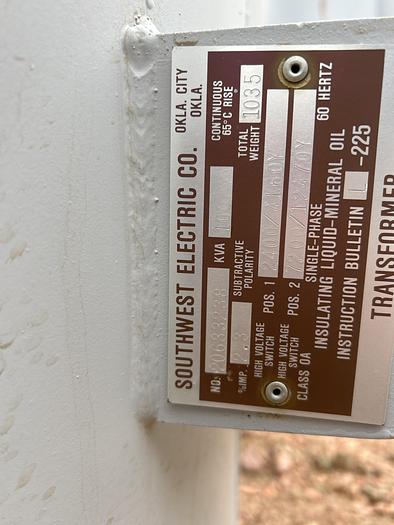 SOUTHWEST ELECTRIC CO. OKLA. CITY OKLA.
NO. KVA CONTINUOUS 65°C RISE
%IMP. 2.3 SUBTRACTIVE POLARITY TOTAL WEIGHT 1035
HIGH VOLTAGE SWITCH POS. 1
HIGH VOLTAGE SWITCH POS. 2
CLASS OA SINGLE-PHASE 60 HERTZ
INSULATING LIQUID-MINERAL OIL
INSTRUCTION BULLETIN L -225
TRANSFORMER